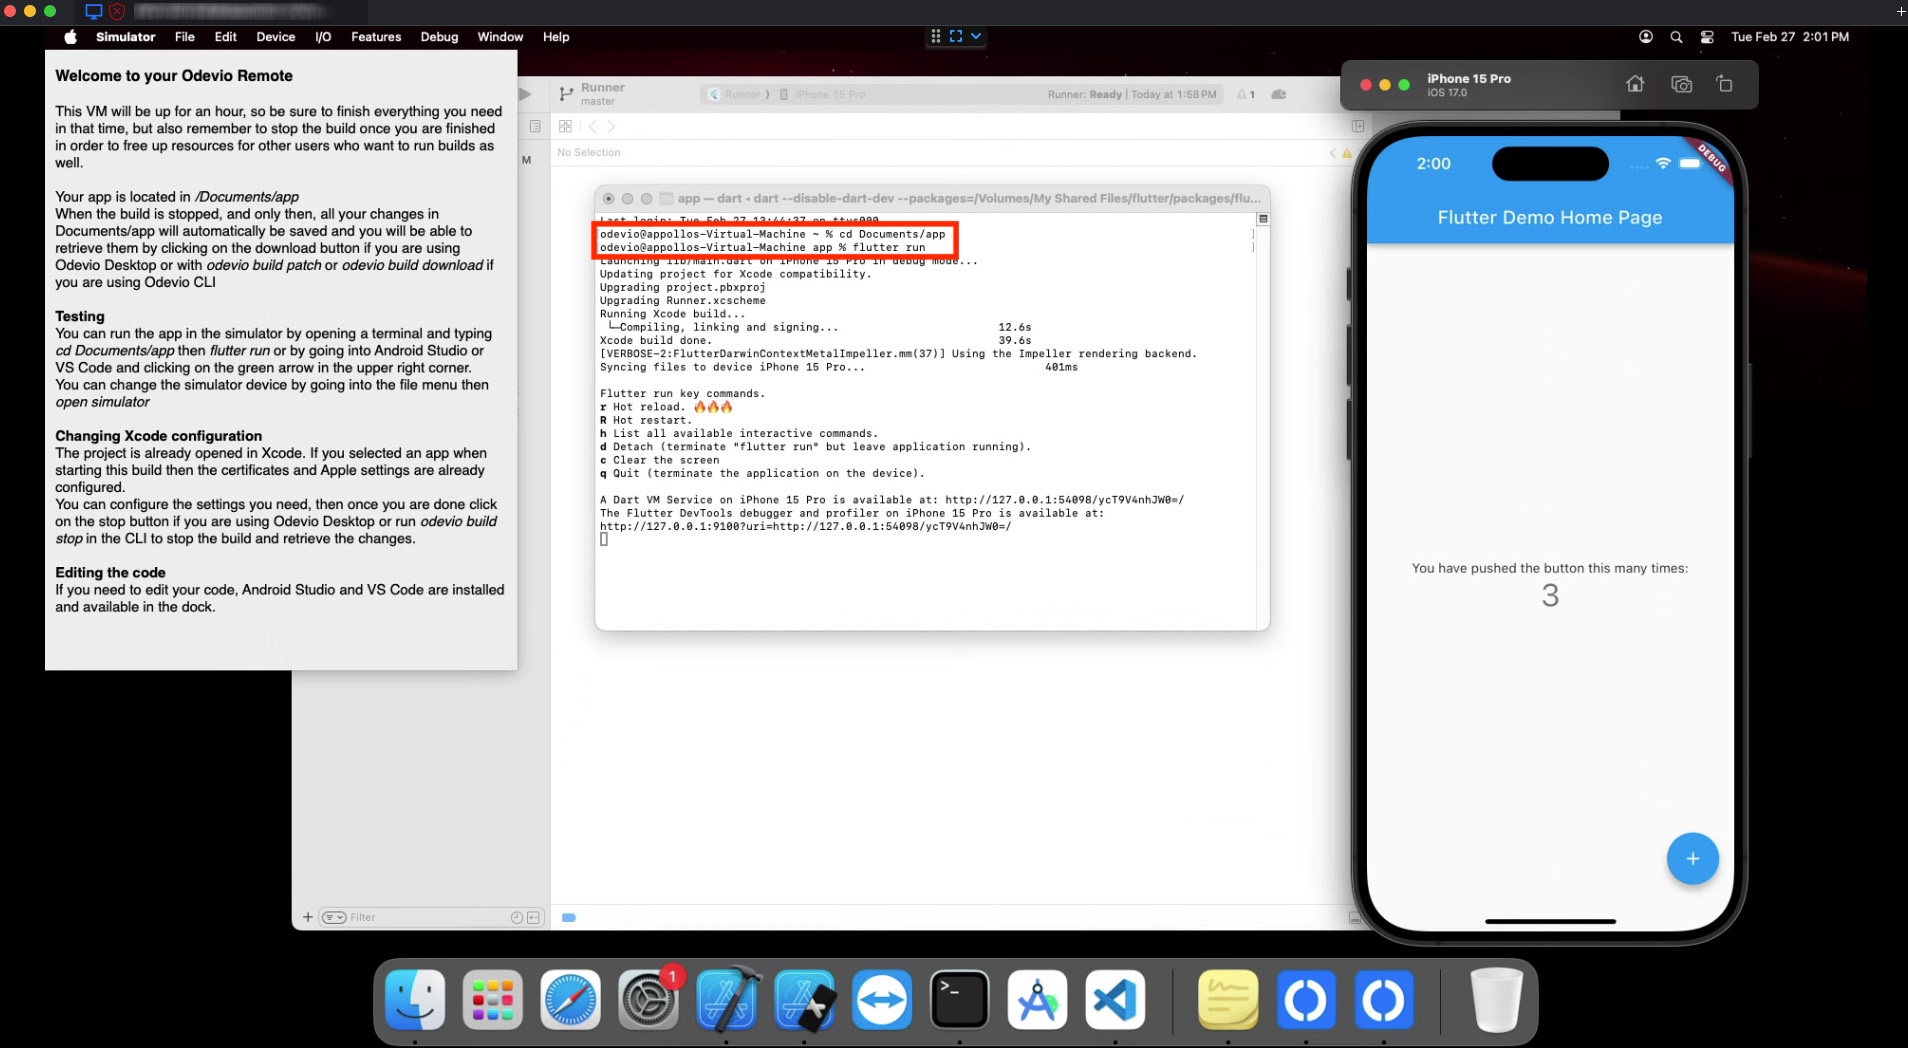 Simulator File Edit Device I/O Features Debug Window Help
Tue Feb 27 2:01 PM
Welcome to your Odevio Remote
This VM will be up for an hour, so be sure to finish everything you need
in that time, but also remember to stop the build once you are finished
in order to free up resources for other users who want to run builds as
well.
Your app is located in /Documents/app
When the build is stopped, and only then, all your changes in
Documents/app will automatically be saved and you will be able to
retrieve them by clicking on the download button if you are using
Odevio Desktop or with odevio build patch or odevio build download if
you are using Odevio CLI
Testing
You can run the app in the simulator by opening a terminal and typing
cd Documents/app then flutter run or by going into Android Studio or
VS Code and clicking on the green arrow in the upper right corner.
You can change the simulator device by going into the file menu then
open simulator
Changing Xcode configuration
The project is already opened in Xcode. If you selected an app when
starting this build then the certificates and Apple settings are already
configured.
You can configure the settings you need, then once you are done click
on the stop button if you are using Odevio Desktop or run odevio build
stop in the CLI to stop the build and retrieve the changes.
Editing the code
If you need to edit your code, Android Studio and VS Code are installed
and available in the dock.
Runner
master
Runner ⟩ iPhone 15 Pro
Runner: Ready | Today at 1:58 PM
1
No Selection
M
app — dart ◂ dart --disable-dart-dev --packages=/Volumes/My Shared Files/flutter/packages/flu...
Last login: Tue Feb 27 13:44:37 on ttys000
odevio@appollos-Virtual-Machine ~ % cd Documents/app
odevio@appollos-Virtual-Machine app % flutter run
Launching lib/main.dart on iPhone 15 Pro in debug mode...
Updating project for Xcode compatibility.
Upgrading project.pbxproj
Upgrading Runner.xcscheme
Running Xcode build...
└─Compiling, linking and signing... 12.6s
Xcode build done. 39.6s
[VERBOSE-2:FlutterDarwinContextMetalImpeller.mm(37)] Using the Impeller rendering backend.
Syncing files to device iPhone 15 Pro... 401ms
Flutter run key commands.
r Hot reload. 🔥🔥🔥
R Hot restart.
h List all available interactive commands.
d Detach (terminate "flutter run" but leave application running).
c Clear the screen
q Quit (terminate the application on the device).
A Dart VM Service on iPhone 15 Pro is available at: http://127.0.0.1:54098/ycT9V4nhJW0=/
The Flutter DevTools debugger and profiler on iPhone 15 Pro is available at:
http://127.0.0.1:9100?uri=http://127.0.0.1:54098/ycT9V4nhJW0=/
Filter
iPhone 15 Pro
iOS 17.0
2:00
DEBUG
Flutter Demo Home Page
You have pushed the button this many times:
3
+
1
>_